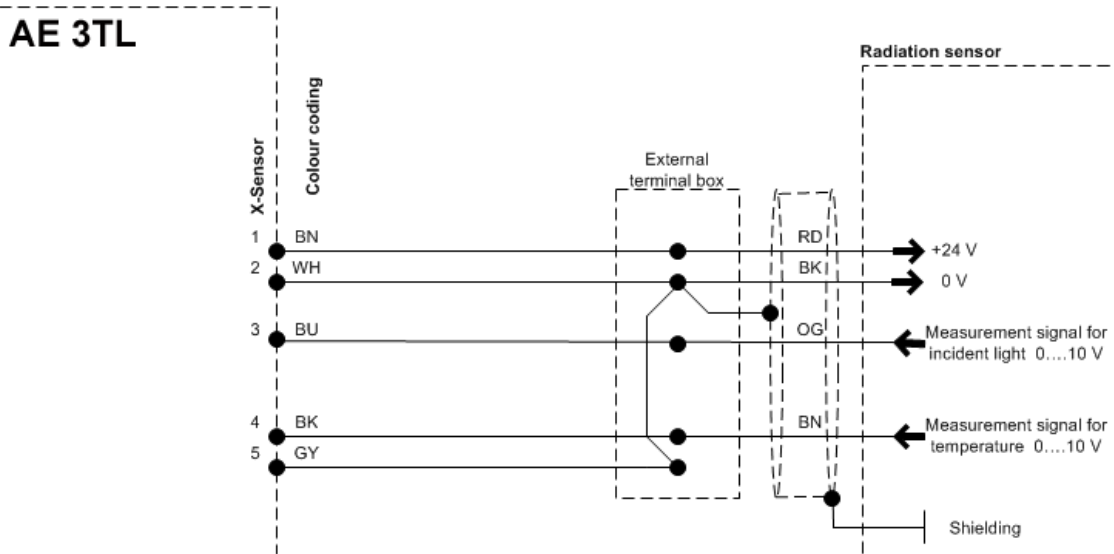 AE 3TL
Radiation sensor
X-Sensor
Colour coding
External
terminal box
1 BN RD +24 V
2 WH BK 0 V
3 BU OG Measurement signal for
incident light 0....10 V
4 BK BN Measurement signal for
temperature 0....10 V
5 GY
Shielding